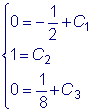 0 = -1/2 + C₁
1 = C₂
0 = 1/8 + C₃